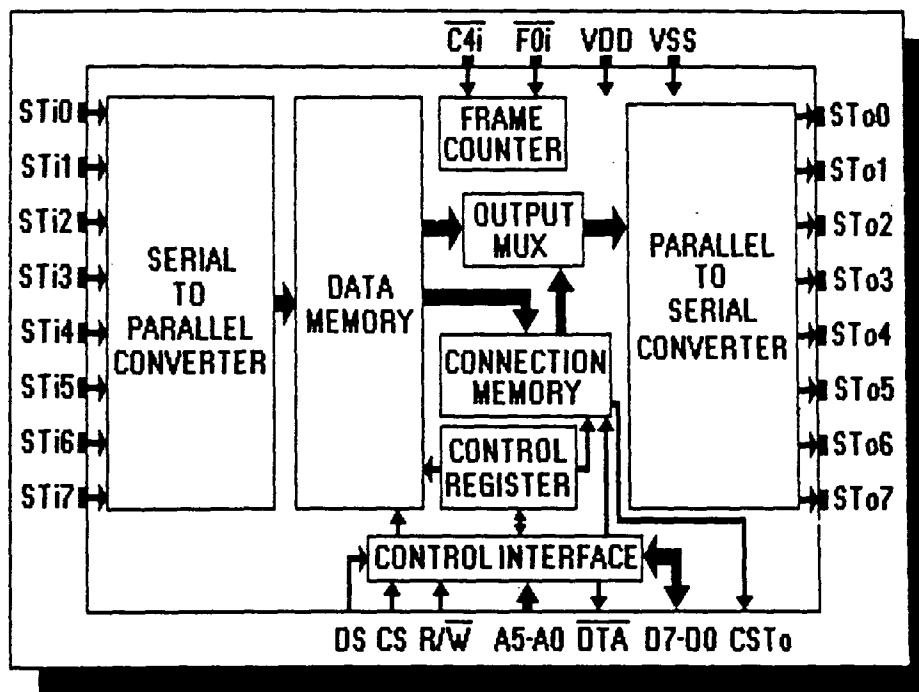 C4i F0i VDD VSS
STi0
STi1
STi2
STi3
STi4
STi5
STi6
STi7
SERIAL
TO
PARALLEL
CONVERTER
DATA
MEMORY
FRAME
COUNTER
OUTPUT
MUX
CONNECTION
MEMORY
CONTROL
REGISTER
CONTROL INTERFACE
PARALLEL
TO
SERIAL
CONVERTER
STo0
STo1
STo2
STo3
STo4
STo5
STo6
STo7
DS CS R/W A5-A0 DTA D7-D0 CSTo